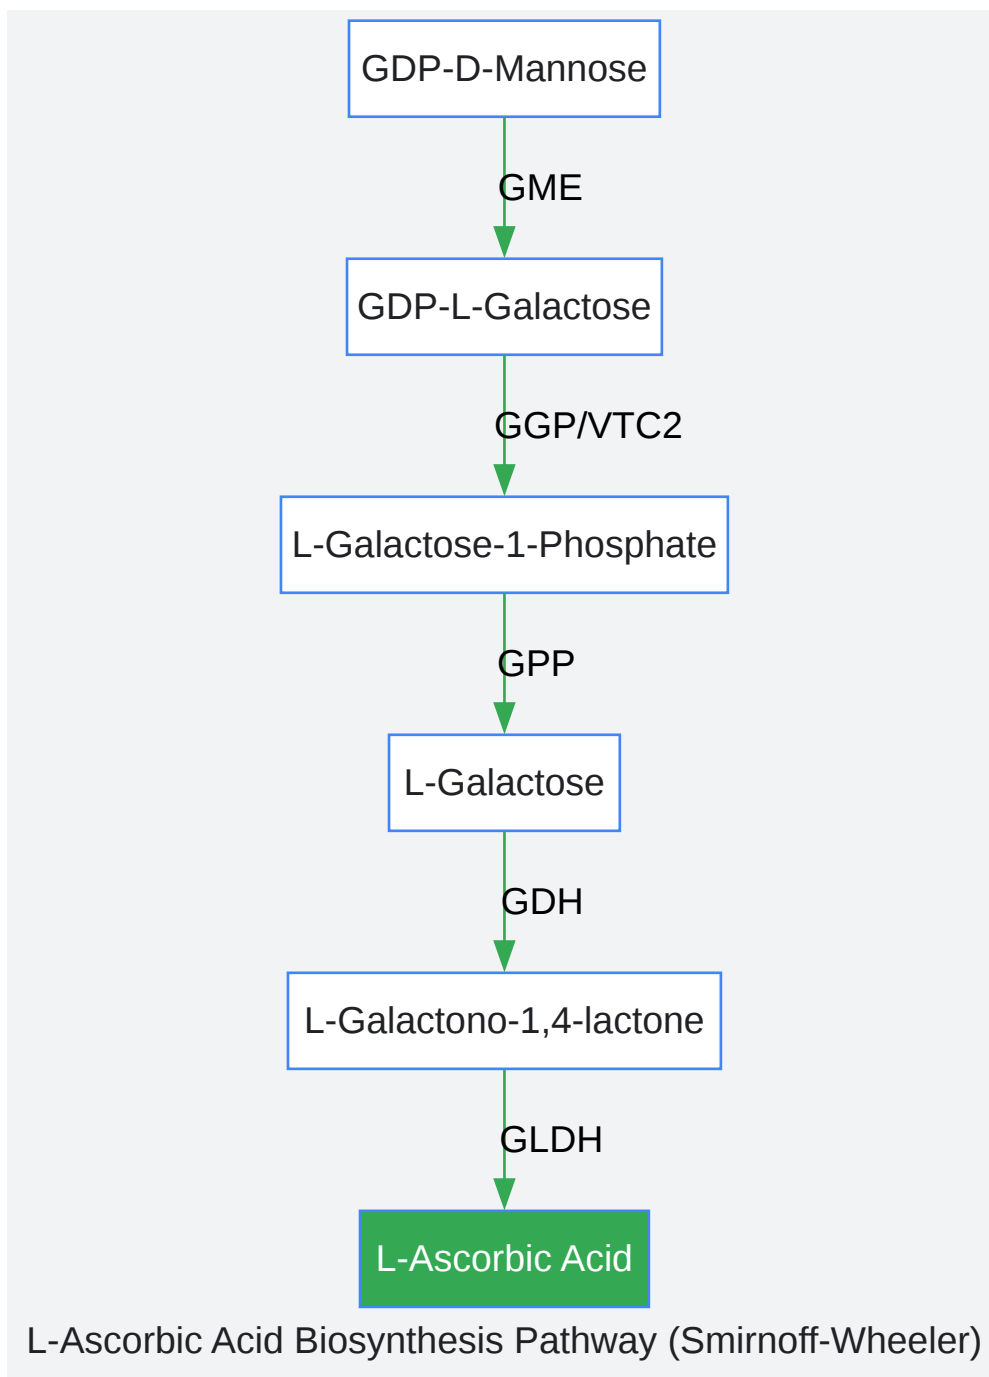 GDP-D-Mannose
GME
GDP-L-Galactose
GGP/VTC2
L-Galactose-1-Phosphate
GPP
L-Galactose
GDH
L-Galactono-1,4-lactone
GLDH
L-Ascorbic Acid
L-Ascorbic Acid Biosynthesis Pathway (Smirnoff-Wheeler)